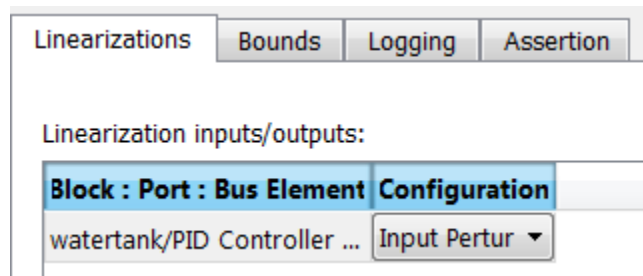 Linearizations Bounds Logging Assertion
Linearization inputs/outputs:
Block : Port : Bus Element Configuration
watertank/PID Controller ... Input Pertur